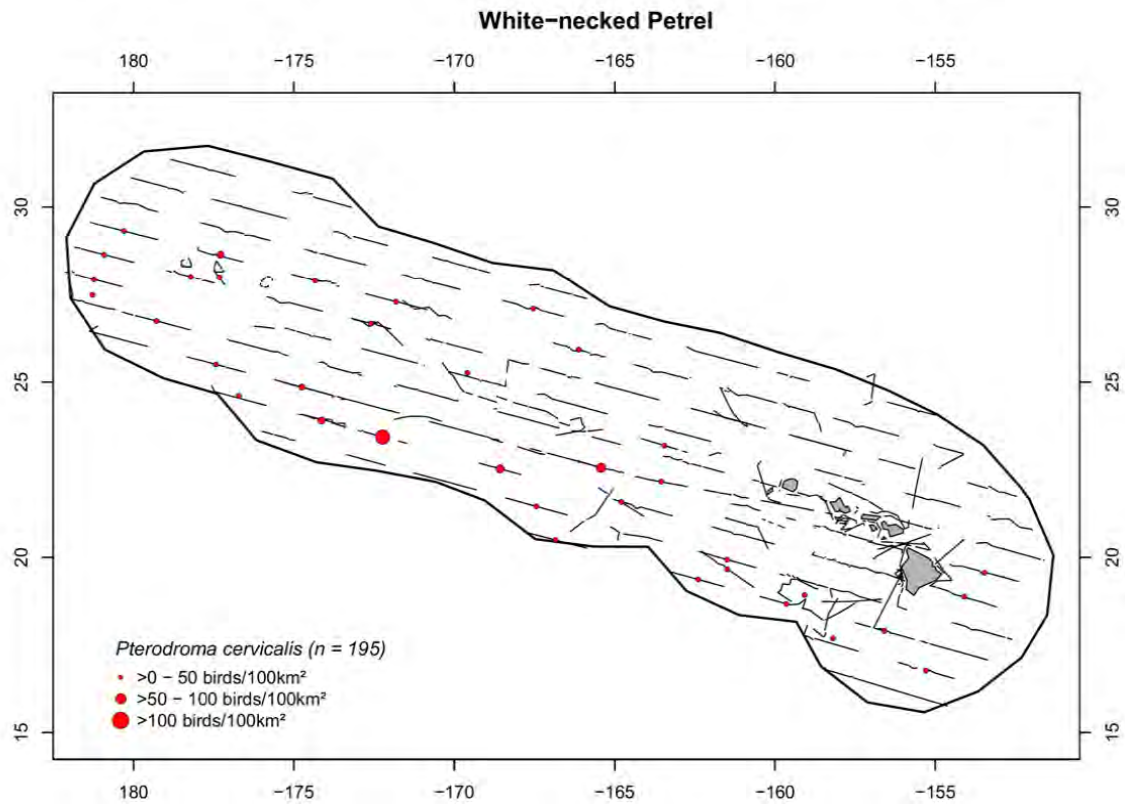 White−necked Petrel
180 −175 −170 −165 −160 −155
30 30
25 25
20 20
Pterodroma cervicalis (n = 195)
>0 − 50 birds/100km²
>50 − 100 birds/100km²
>100 birds/100km²
15 15
180 −175 −170 −165 −160 −155